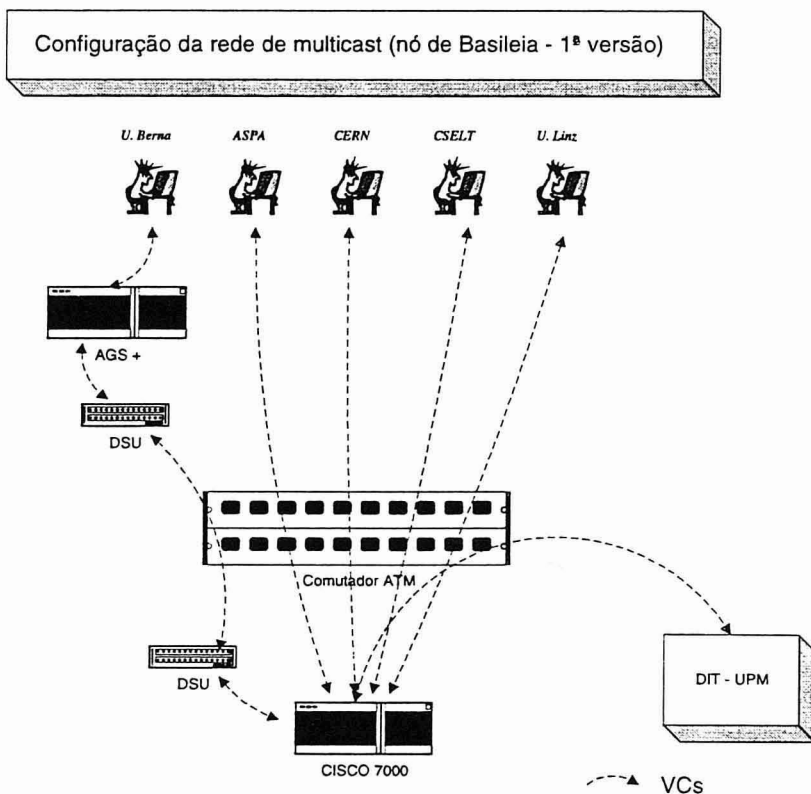 Configuração da rede de multicast (nó de Basileia - 1ª versão)
U. Berna ASPA CERN CSELT U. Linz
AGS +
DSU
Comutador ATM
DSU
DIT - UPM
CISCO 7000
VCs